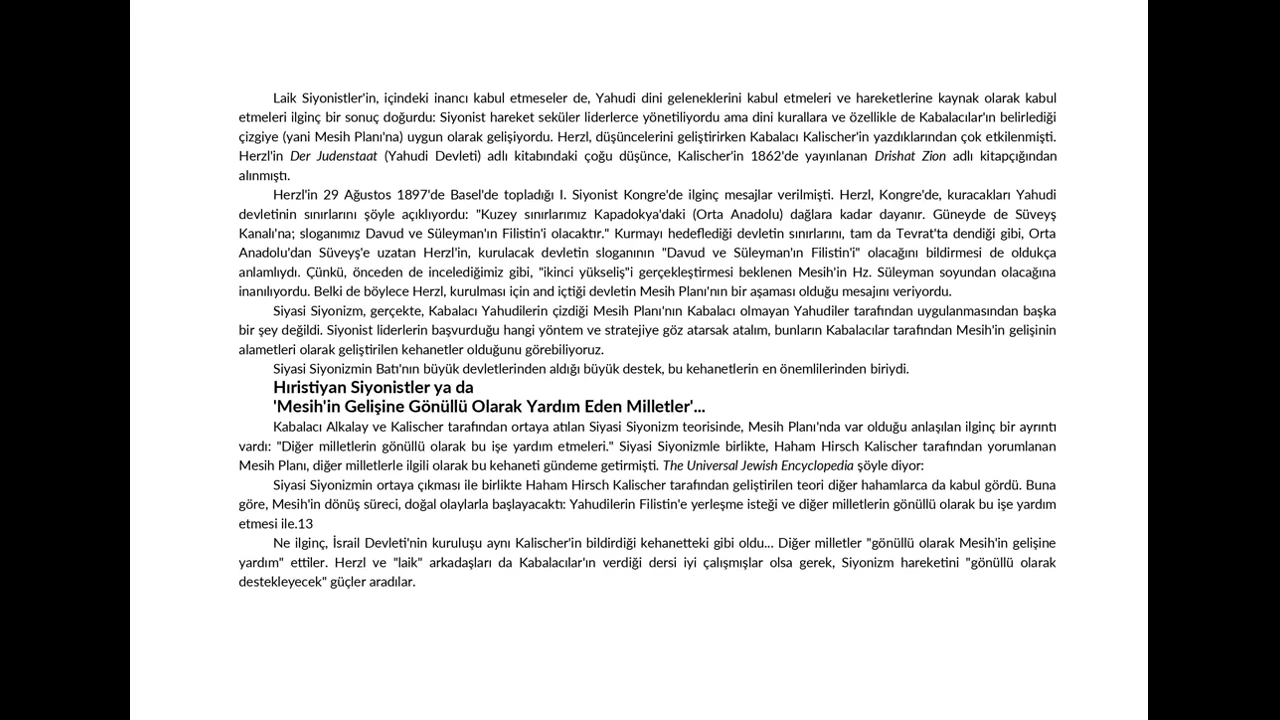 Laik Siyonistler'in, içindeki inancı kabul etmeseler de, Yahudi dini geleneklerini kabul etmeleri ve hareketlerine kaynak olarak kabul
etmeleri ilginç bir sonuç doğurdu: Siyonist hareket seküler liderlerce yönetiliyordu ama dini kurallara ve özellikle de Kabalacılar'ın belirlediği
çizgiye (yani Mesih Planı'na) uygun olarak gelişiyordu. Herzl, düşüncelerini geliştirirken Kabalacı Kalischer'in yazdıklarından çok etkilenmişti.
Herzl'in Der Judenstaat (Yahudi Devleti) adlı kitabındaki çoğu düşünce, Kalischer'in 1862'de yayınlanan Drishat Zion adlı kitapçığından
alınmıştı.
Herzl'in 29 Ağustos 1897'de Basel'de topladığı I. Siyonist Kongre'de ilginç mesajlar verilmişti. Herzl, Kongre'de, kuracakları Yahudi
devletinin sınırlarını şöyle açıklıyordu: "Kuzey sınırlarımız Kapadokya'daki (Orta Anadolu) dağlara kadar dayanır. Güneyde de Süveyş
Kanalı'na; sloganımız Davud ve Süleyman'ın Filistin'i olacaktır." Kurmayı hedeflediği devletin sınırlarını, tam da Tevrat'ta dendiği gibi, Orta
Anadolu'dan Süveyş'e uzatan Herzl'in, kurulacak devletin sloganının "Davud ve Süleyman'ın Filistin'i" olacağını bildirmesi de oldukça
anlamlıydı. Çünkü, önceden de incelediğimiz gibi, "ikinci yükseliş"i gerçekleştirmesi beklenen Mesih'in Hz. Süleyman soyundan olacağına
inanılıyordu. Belki de böylece Herzl, kurulması için and içtiği devletin Mesih Planı'nın bir aşaması olduğu mesajını veriyordu.
Siyasi Siyonizm, gerçekte, Kabalacı Yahudilerin çizdiği Mesih Planı'nın Kabalacı olmayan Yahudiler tarafından uygulanmasından başka
bir şey değildi. Siyonist liderlerin başvurduğu hangi yöntem ve stratejiye göz atarsak atalım, bunların Kabalacılar tarafından Mesih'in gelişinin
alametleri olarak geliştirilen kehanetler olduğunu görebiliyoruz.
Siyasi Siyonizmin Batı'nın büyük devletlerinden aldığı büyük destek, bu kehanetlerin en önemlilerinden biriydi.
Hıristiyan Siyonistler ya da
'Mesih'in Gelişine Gönüllü Olarak Yardım Eden Milletler'...
Kabalacı Alkalay ve Kalischer tarafından ortaya atılan Siyasi Siyonizm teorisinde, Mesih Planı'nda var olduğu anlaşılan ilginç bir ayrıntı
vardı: "Diğer milletlerin gönüllü olarak bu işe yardım etmeleri." Siyasi Siyonizmle birlikte, Haham Hirsch Kalischer tarafından yorumlanan
Mesih Planı, diğer milletlerle ilgili olarak bu kehaneti gündeme getirmişti. The Universal Jewish Encyclopedia şöyle diyor:
Siyasi Siyonizmin ortaya çıkması ile birlikte Haham Hirsch Kalischer tarafından geliştirilen teori diğer hahamlarca da kabul gördü. Buna
göre, Mesih'in dönüş süreci, doğal olaylarla başlayacaktı: Yahudilerin Filistin'e yerleşme isteği ve diğer milletlerin gönüllü olarak bu işe yardım
etmesi ile.13
Ne ilginç, İsrail Devleti'nin kuruluşu aynı Kalischer'in bildirdiği kehanetteki gibi oldu... Diğer milletler "gönüllü olarak Mesih'in gelişine
yardım" ettiler. Herzl ve "laik" arkadaşları da Kabalacılar'ın verdiği dersi iyi çalışmışlar olsa gerek, Siyonizm hareketini "gönüllü olarak
destekleyecek" güçler aradılar.